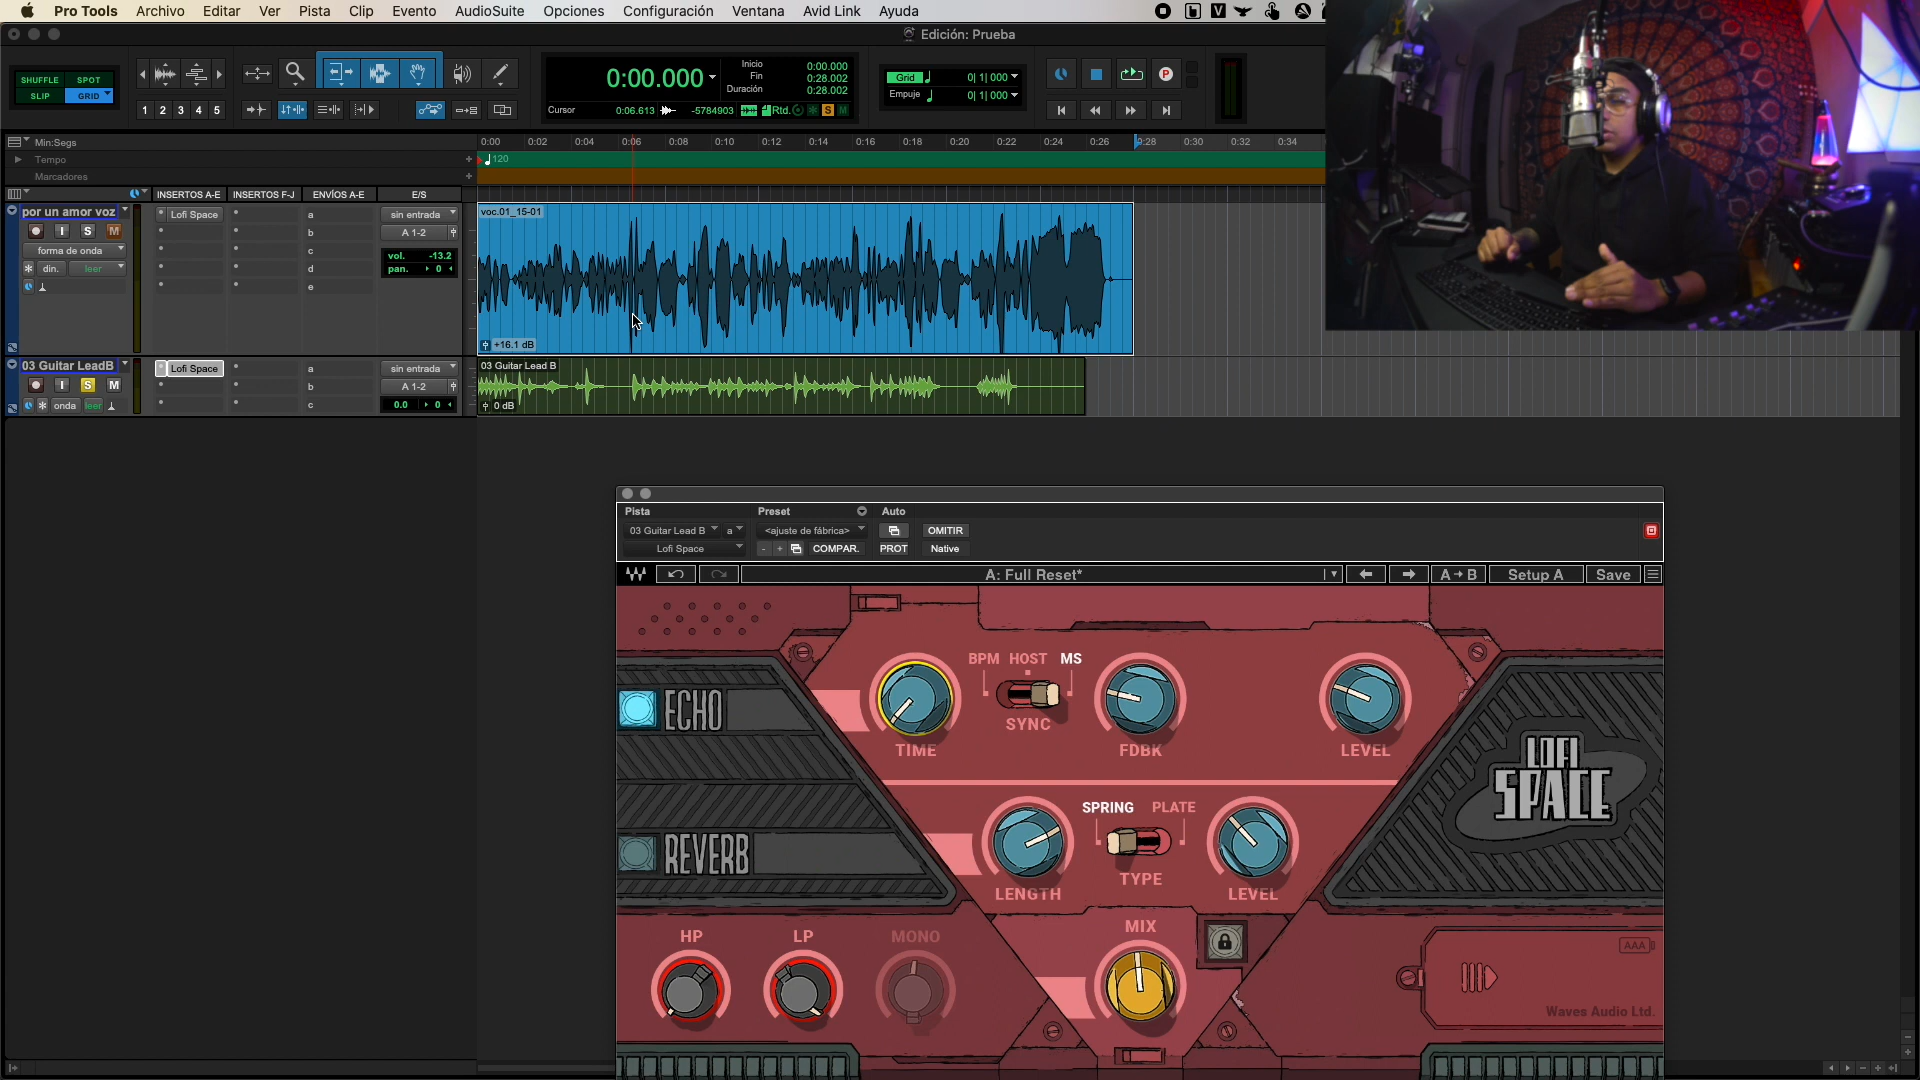 Pro Tools Archivo Editar Ver Pista Clip Evento AudioSuite Opciones Configuración Ventana Avid Link Ayuda
Edición: Prueba
SHUFFLE SPOT
SLIP GRID
1 2 3 4 5
0:00.000
Inicio 0:00.000
Fin 0:28.002
Duración 0:28.002
Cursor 0:06.613 -5784903 Rtd. S M
Grid 0| 1| 000
Empuje 0| 1| 000
P
Min:Segs
0:00 0:02 0:04 0:06 0:08 0:10 0:12 0:14 0:16 0:18 0:20 0:22 0:24 0:26 0:28 0:30 0:32 0:34
Tempo
120
Marcadores
INSERTOS A-E INSERTOS F-J ENVÍOS A-E E/S
por un amor voz
I S M
forma de onda
din. leer
Lofi Space
a
b
c
d
e
sin entrada
A 1-2
vol. -13.2
pan. 0
voc.01_15-01
+16.1 dB
03 Guitar LeadB
I S M
onda leer
Lofi Space
a
b
c
sin entrada
A 1-2
0.0 0
03 Guitar Lead B
0 dB
Pista Preset Auto
03 Guitar Lead B a <ajuste de fábrica> OMITIR
Lofi Space - + COMPAR. PROT Native
A: Full Reset* A→B Setup A Save
BPM HOST MS
ECHO
SYNC
TIME FDBK LEVEL
LOFI
SPACE
SPRING PLATE
REVERB
TYPE
LENGTH LEVEL
MIX
HP LP MONO
AAA
Waves Audio Ltd.